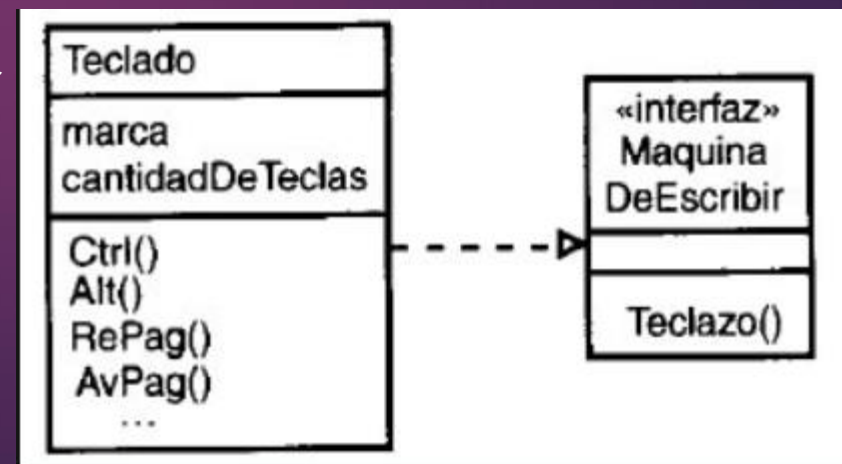 Teclado
marca
cantidadDeTeclas
Ctrl()
Alt()
RePag()
AvPag()
...
«interfaz»
Maquina
DeEscribir
Teclazo()